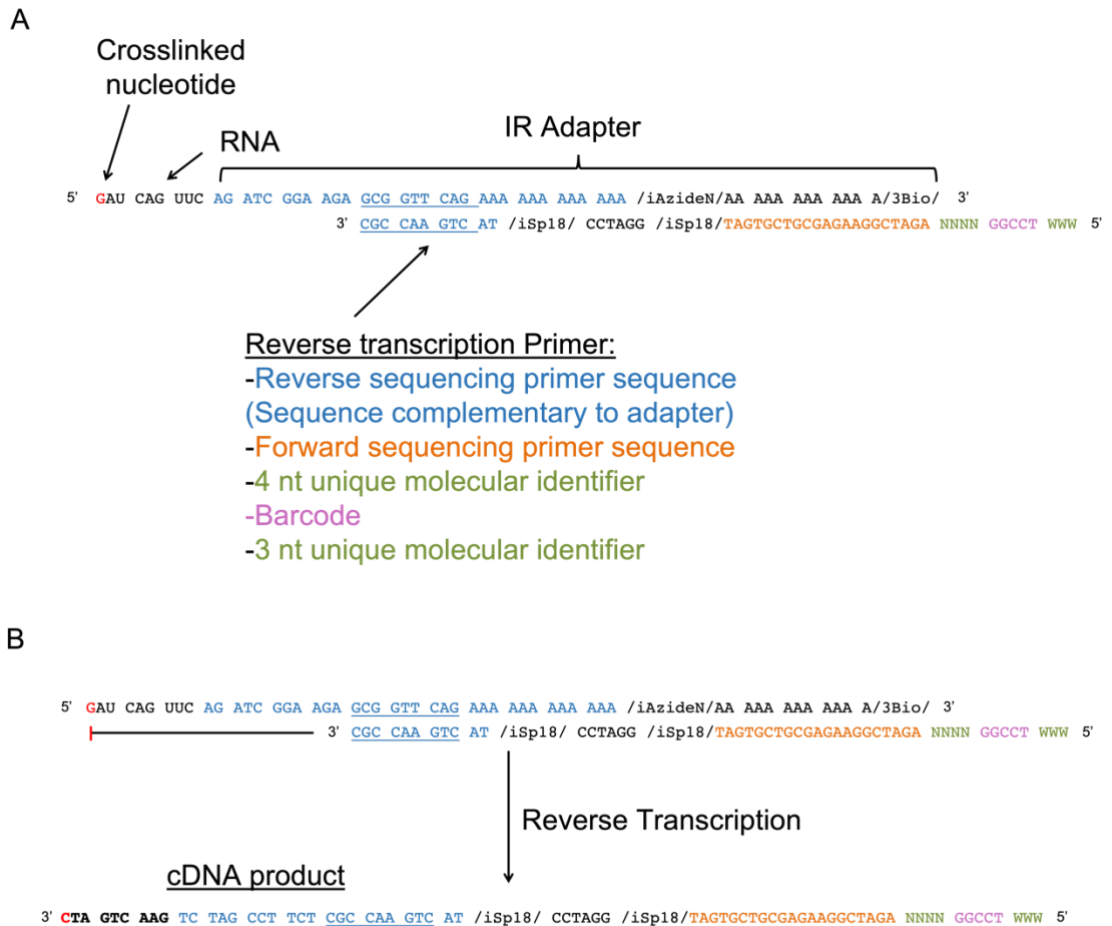 A
Crosslinked
nucleotide
RNA
IR Adapter
5' GAU CAG UUC AG ATC GGA AGA GCG GTT CAG AAA AAA AAA AAA /iAzideN/AA AAA AAA AAA A/3Bio/ 3'
3' CGC CAA GTC AT /iSp18/ CCTAGG /iSp18/TAGTGCTGCGAGAAGGCTAGA NNNN GGCCT WWW 5'
Reverse transcription Primer:
-Reverse sequencing primer sequence
(Sequence complementary to adapter)
-Forward sequencing primer sequence
-4 nt unique molecular identifier
-Barcode
-3 nt unique molecular identifier
B
5' GAU CAG UUC AG ATC GGA AGA GCG GTT CAG AAA AAA AAA AAA /iAzideN/AA AAA AAA AAA A/3Bio/ 3'
3' CGC CAA GTC AT /iSp18/ CCTAGG /iSp18/TAGTGCTGCGAGAAGGCTAGA NNNN GGCCT WWW 5'
Reverse Transcription
cDNA product
3' CTA GTC AAG TC TAG CCT TCT CGC CAA GTC AT /iSp18/ CCTAGG /iSp18/TAGTGCTGCGAGAAGGCTAGA NNNN GGCCT WWW 5'